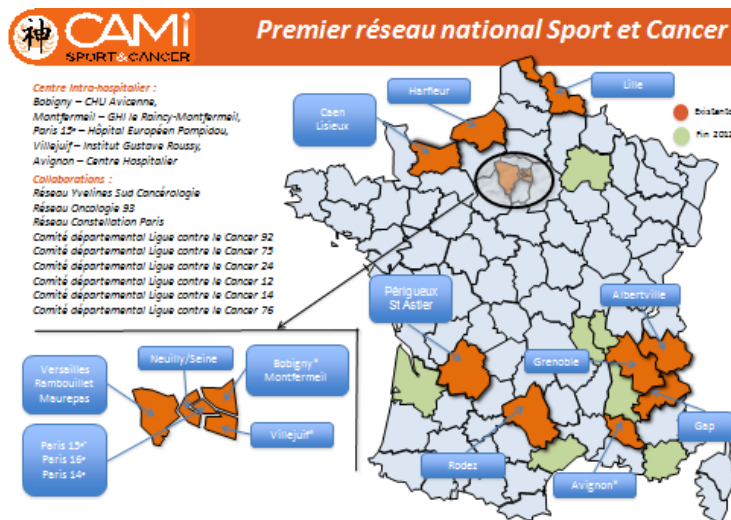 神
CAMi
SPORT&CANCER
Premier réseau national Sport et Cancer
Centre Intra-hospitalier :
Bobigny – CHU Avicenne,
Montfermeil – GHI le Raincy-Montfermeil,
Paris 15e – Hôpital Européen Pompidou,
Villejuif – Institut Gustave Roussy,
Avignon – Centre Hospitalier
Collaborations :
Réseau Yvelines Sud Cancérologie
Réseau Oncologie 93
Réseau Constellation Paris
Comité départemental Ligue contre le Cancer 92
Comité départemental Ligue contre le Cancer 75
Comité départemental Ligue contre le Cancer 24
Comité départemental Ligue contre le Cancer 12
Comité départemental Ligue contre le Cancer 14
Comité départemental Ligue contre le Cancer 76
Harfleur
Lille
Caen
Lisieux
Fin 2012
Périgueux
St Astier
Albertville
Grenoble
Gap
Rodez
Avignon*
Versailles
Rambouillet
Maurepas
Neuilly/Seine
Bobigny*
Montfermeil
Villejuif*
Paris 15e*
Paris 16e
Paris 14e